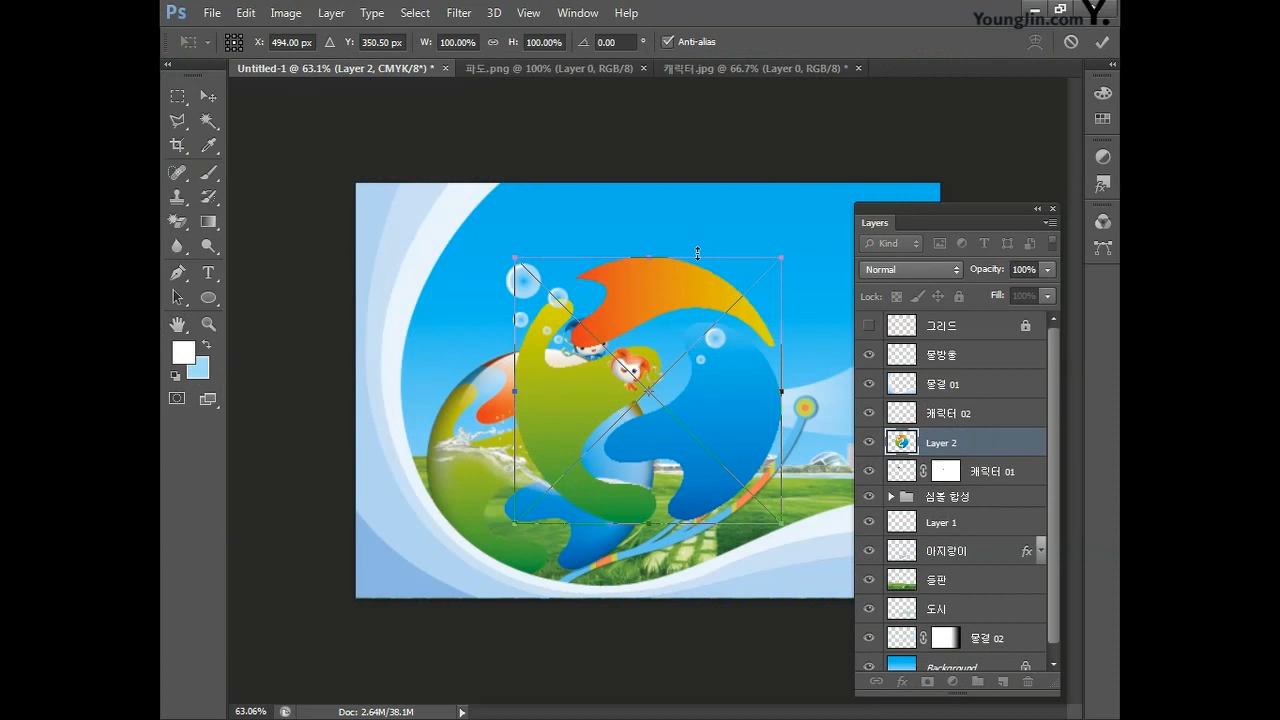 Ps File Edit Image Layer Type Select Filter 3D View Window Help
YoungJin.com Y.
X: 494.00 px Y: 350.50 px W: 100.00% H: 100.00% 0.00 ° Anti-alias
Untitled-1 @ 63.1% (Layer 2, CMYK/8*) * × 파도.png @ 100% (Layer 0, RGB/8) × 캐릭터.jpg @ 66.7% (Layer 0, RGB/8) * ×
Layers
Kind
Normal Opacity: 100%
Lock: Fill: 100%
그리드
물방울
물결 01
캐릭터 02
Layer 2
캐릭터 01
심볼 합성
Layer 1
아지랑이 fx
들판
도시
물결 02
Background
63.06% Doc: 2.64M/38.1M